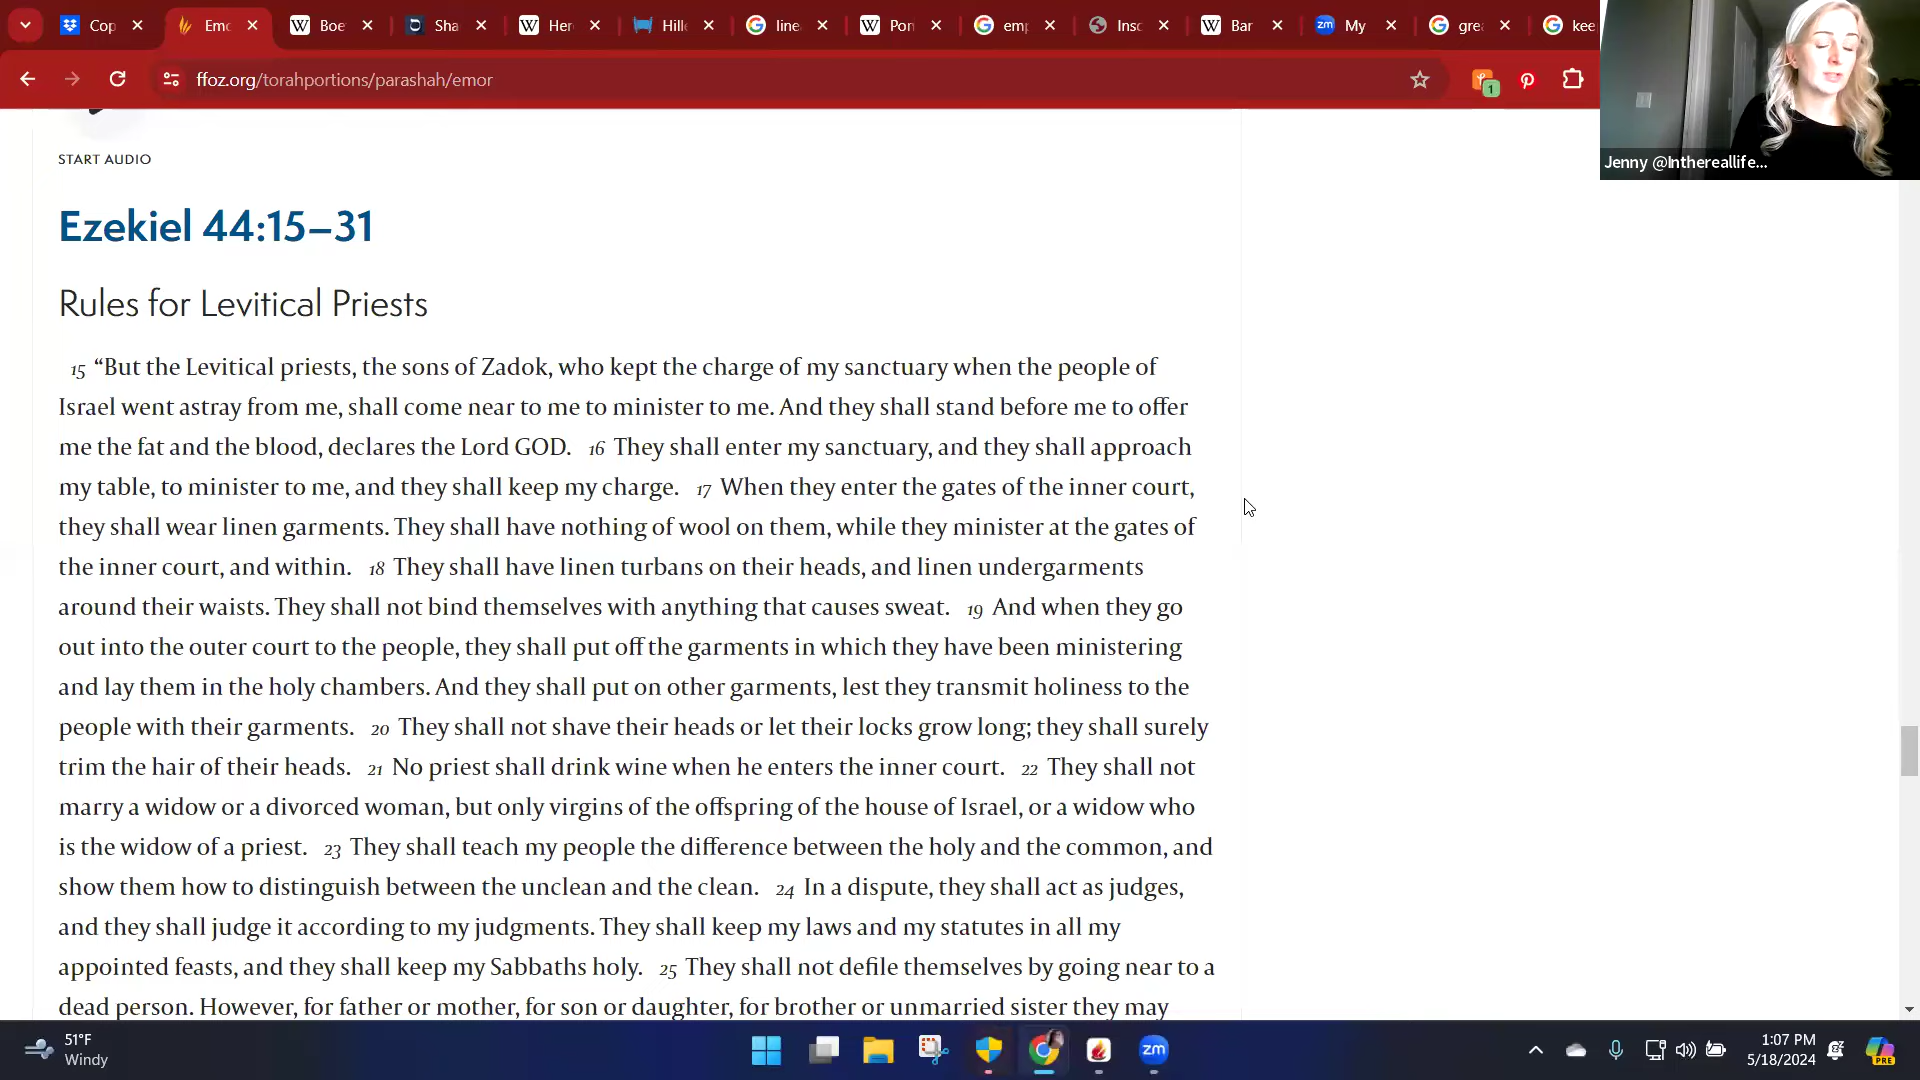 Cop
Emo
Boe
Sha
Her
Hille
line
Pon
emp
Insc
Bar
My
gre
kee
ffoz.org/torahportions/parashah/emor
1
Jenny @Inthereallife...
START AUDIO
Ezekiel 44:15–31
Rules for Levitical Priests
15 “But the Levitical priests, the sons of Zadok, who kept the charge of my sanctuary when the people of
Israel went astray from me, shall come near to me to minister to me. And they shall stand before me to offer
me the fat and the blood, declares the Lord GOD. 16 They shall enter my sanctuary, and they shall approach
my table, to minister to me, and they shall keep my charge. 17 When they enter the gates of the inner court,
they shall wear linen garments. They shall have nothing of wool on them, while they minister at the gates of
the inner court, and within. 18 They shall have linen turbans on their heads, and linen undergarments
around their waists. They shall not bind themselves with anything that causes sweat. 19 And when they go
out into the outer court to the people, they shall put off the garments in which they have been ministering
and lay them in the holy chambers. And they shall put on other garments, lest they transmit holiness to the
people with their garments. 20 They shall not shave their heads or let their locks grow long; they shall surely
trim the hair of their heads. 21 No priest shall drink wine when he enters the inner court. 22 They shall not
marry a widow or a divorced woman, but only virgins of the offspring of the house of Israel, or a widow who
is the widow of a priest. 23 They shall teach my people the difference between the holy and the common, and
show them how to distinguish between the unclean and the clean. 24 In a dispute, they shall act as judges,
and they shall judge it according to my judgments. They shall keep my laws and my statutes in all my
appointed feasts, and they shall keep my Sabbaths holy. 25 They shall not defile themselves by going near to a
dead person. However, for father or mother, for son or daughter, for brother or unmarried sister they may
51°F
Windy
zm
1:07 PM
5/18/2024
PRE